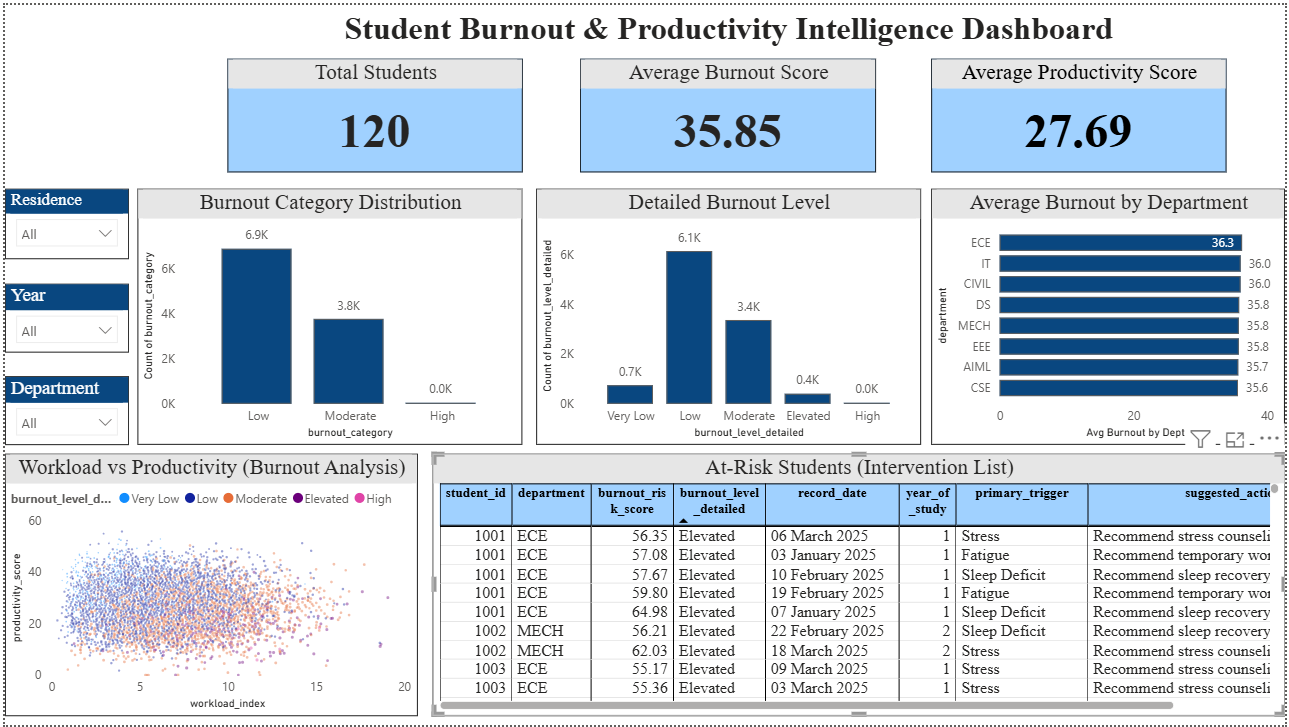 Student Burnout & Productivity Intelligence Dashboard
Total Students
120
Average Burnout Score
35.85
Average Productivity Score
27.69
Residence
All
Year
All
Department
All
Burnout Category Distribution
Count of burnout_category
6K
4K
2K
0K
6.9K
3.8K
0.0K
Low
Moderate
High
burnout_category
Detailed Burnout Level
Count of burnout_level_detailed
6K
4K
2K
0K
0.7K
6.1K
3.4K
0.4K
0.0K
Very Low
Low
Moderate
Elevated
High
burnout_level_detailed
Average Burnout by Department
department
ECE 36.3
IT 36.0
CIVIL 36.0
DS 35.8
MECH 35.8
EEE 35.8
AIML 35.7
CSE 35.6
0 20 40
Avg Burnout by Dept
Workload vs Productivity (Burnout Analysis)
burnout_level_d... Very Low Low Moderate Elevated High
productivity_score
60
40
20
0
0 5 10 15 20
workload_index
At-Risk Students (Intervention List)
student_id department burnout_ris burnout_level record_date year_of primary_trigger suggested_actic
k_score _detailed _study
1001 ECE 56.35 Elevated 06 March 2025 1 Stress Recommend stress counseli
1001 ECE 57.08 Elevated 03 January 2025 1 Fatigue Recommend temporary wor
1001 ECE 57.67 Elevated 10 February 2025 1 Sleep Deficit Recommend sleep recovery
1001 ECE 59.80 Elevated 19 February 2025 1 Fatigue Recommend temporary wor
1001 ECE 64.98 Elevated 07 January 2025 1 Sleep Deficit Recommend sleep recovery
1002 MECH 56.21 Elevated 22 February 2025 2 Sleep Deficit Recommend sleep recovery
1002 MECH 62.03 Elevated 18 March 2025 2 Stress Recommend stress counseli
1003 ECE 55.17 Elevated 09 March 2025 1 Stress Recommend stress counseli
1003 ECE 55.36 Elevated 03 March 2025 1 Stress Recommend stress counseli